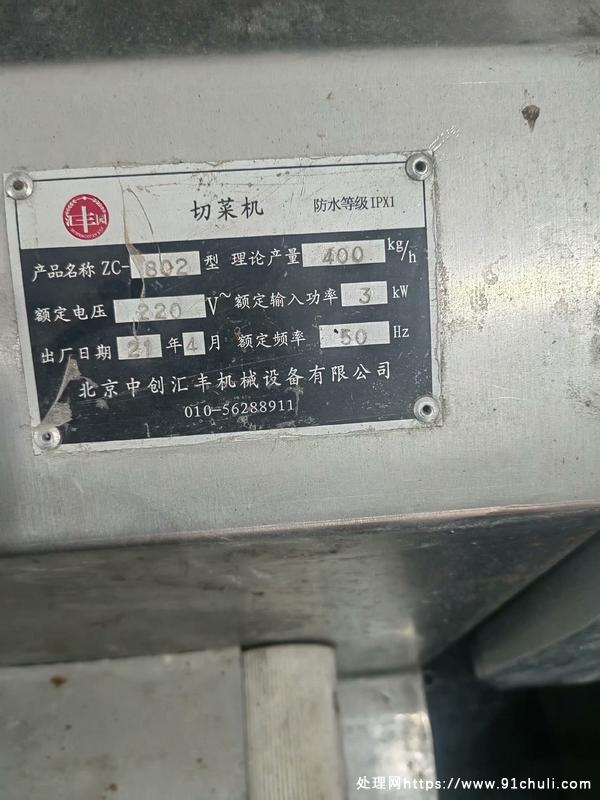 汇丰园
切菜机 防水等级IPX1
产品名称 ZC-802 型 理论产量 400 kg/h
额定电压 220 V~ 额定输入功率 3 kW
出厂日期 21 年 4 月 额定频率 50 Hz
北京中创汇丰机械设备有限公司
010-56288911
处理网https://www.91chuli.com